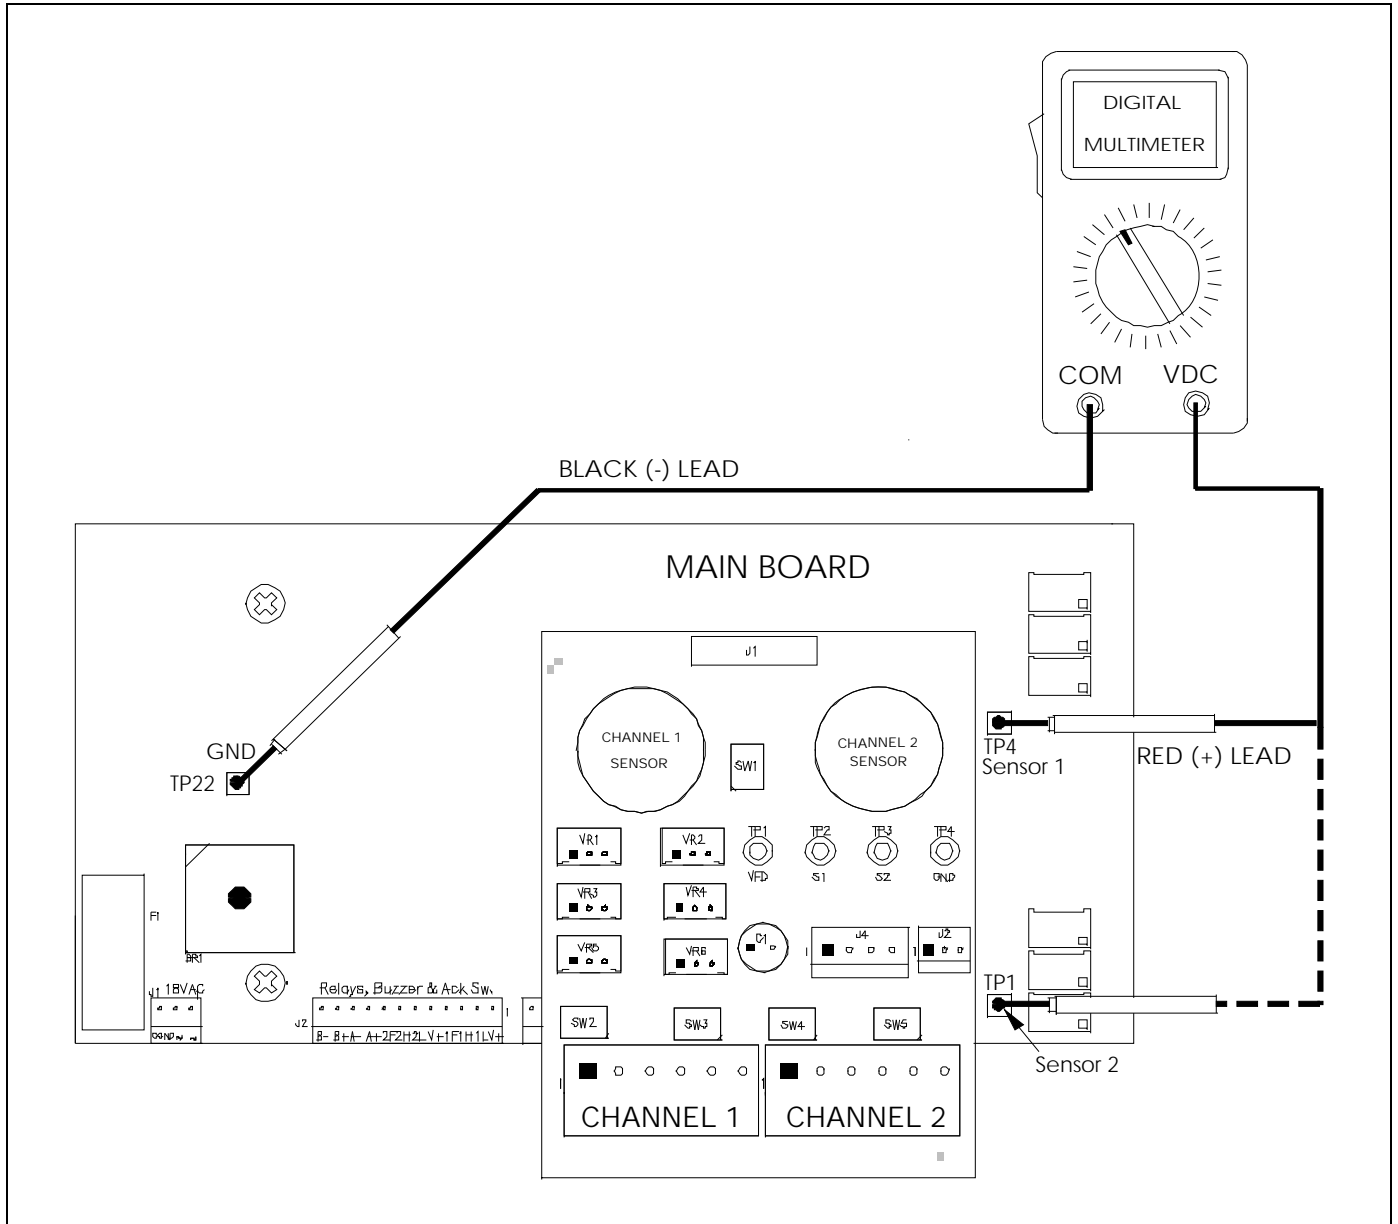 DIGITAL
MULTIMETER
COM
VDC
BLACK (-) LEAD
MAIN BOARD
J1
CHANNEL 1
SENSOR
CHANNEL 2
SENSOR
SW1
GND
TP22
TP4
Sensor 1
RED (+) LEAD
VR1
VR2
TP1
TP2
TP3
TP4
VFD
S1
S2
GND
VR3
VR4
F1
BR1
VR5
VR6
C1
J4
J2
J1 18VAC
Relays, Buzzer & Ack Sw.
J2
B- B+A- A+2F2H2LV+1F1H1LV+
TP1
Sensor 2
SW2
SW3
SW4
SW5
CHANNEL 1
CHANNEL 2